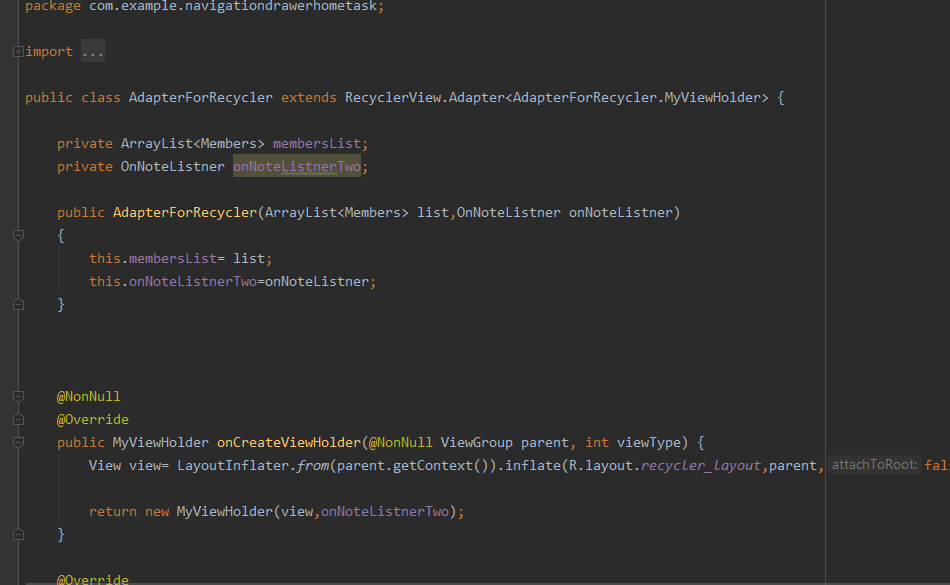 package com.example.navigationdrawerhometask;
import ...
public class AdapterForRecycler extends RecyclerView.Adapter<AdapterForRecycler.MyViewHolder> {
private ArrayList<Members> membersList;
private OnNoteListner onNoteListnerTwo;
public AdapterForRecycler(ArrayList<Members> list,OnNoteListner onNoteListner)
{
this.membersList= list;
this.onNoteListnerTwo=onNoteListner;
}
@NonNull
@Override
public MyViewHolder onCreateViewHolder(@NonNull ViewGroup parent, int viewType) {
View view= LayoutInflater.from(parent.getContext()).inflate(R.layout.recycler_layout,parent, attachToRoot: fal
return new MyViewHolder(view,onNoteListnerTwo);
}
@Override